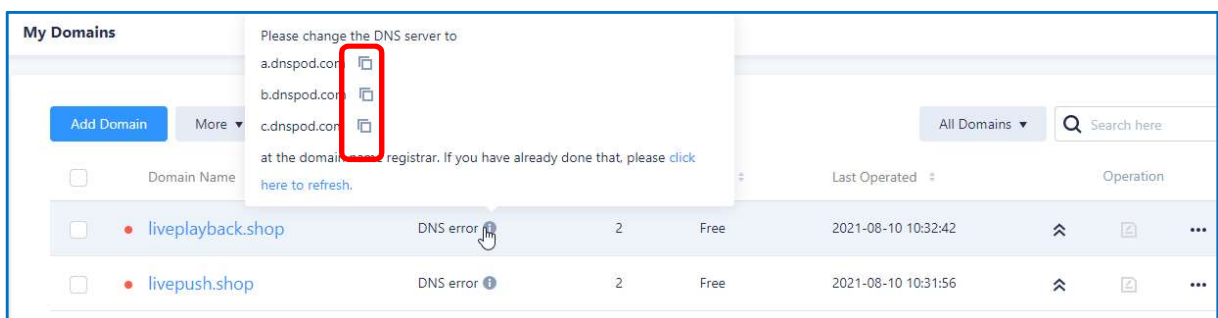 My Domains
Please change the DNS server to
a.dnspod.com
b.dnspod.com
c.dnspod.com
at the domain name registrar. If you have already done that, please click
here to refresh.
Add Domain
More
All Domains
Search here
Domain Name
Last Operated
Operation
liveplayback.shop DNS error 2 Free 2021-08-10 10:32:42
livepush.shop DNS error 2 Free 2021-08-10 10:31:56